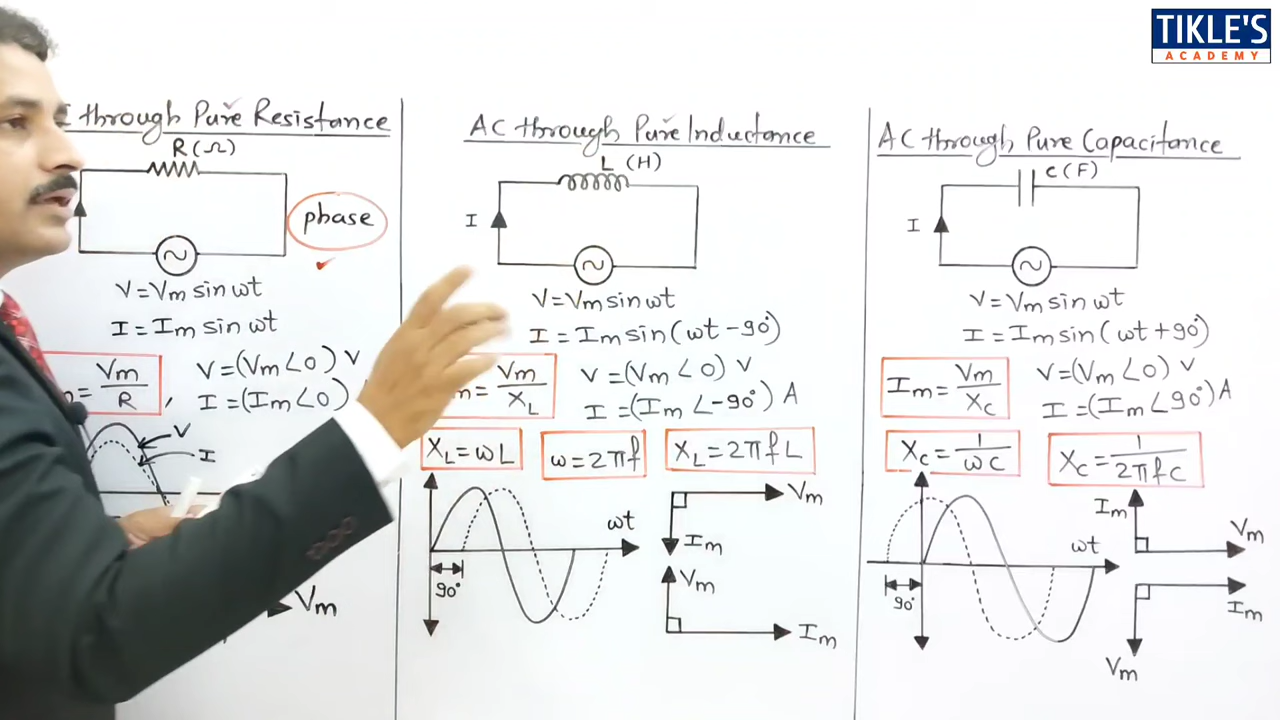 TIKLE'S
ACADEMY
through Pure Resistance
R(Ω)
phase
V=Vm sin ωt
I=Im sin ωt
= Vm/R ,
V=(Vm∠0) V
I=(Im∠0)
V
I
Vm
AC through Pure Inductance
L (H)
I
V=Vm sin ωt
I=Im sin(ωt-90°)
= Vm/XL
V=(Vm∠0) V
I=(Im∠-90°) A
XL=ωL
ω=2πf
XL=2πfL
ωt
90°
Vm
Im
Vm
Im
AC through Pure Capacitance
C(F)
I
V=Vm sin ωt
I=Im sin(ωt+90°)
Im=Vm/XC
V=(Vm∠0) V
I=(Im∠90°) A
XC=1/ωC
XC=1/2πfC
ωt
90°
Im
Vm
Im
Vm